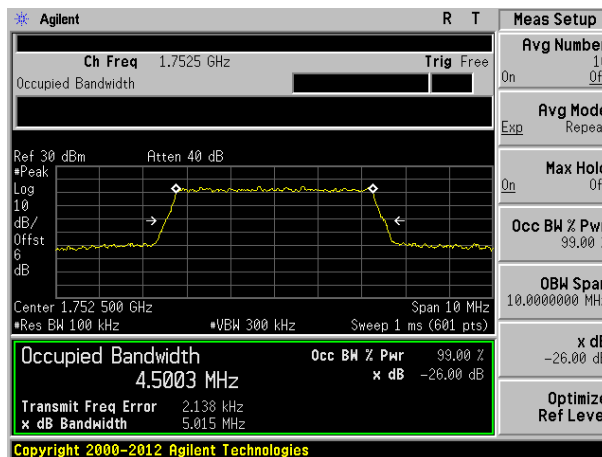 Agilent R T Meas Setup
Ch Freq 1.7525 GHz Trig Free
Occupied Bandwidth
Ref 30 dBm Atten 40 dB
#Peak
Log
10
dB/
Offst
6
dB
Center 1.752 500 GHz Span 10 MHz
#Res BW 100 kHz #VBW 300 kHz Sweep 1 ms (601 pts)
Occupied Bandwidth Occ BW % Pwr 99.00 %
4.5003 MHz x dB -26.00 dB
Transmit Freq Error 2.138 kHz
x dB Bandwidth 5.015 MHz
Copyright 2000-2012 Agilent Technologies
Avg Number
On
Avg Mode
Exp Repea
Max Hold
On Of
Occ BW % Pwr
99.00
OBW Span
10.0000000 MH
x dB
-26.00 d
Optimize
Ref Leve